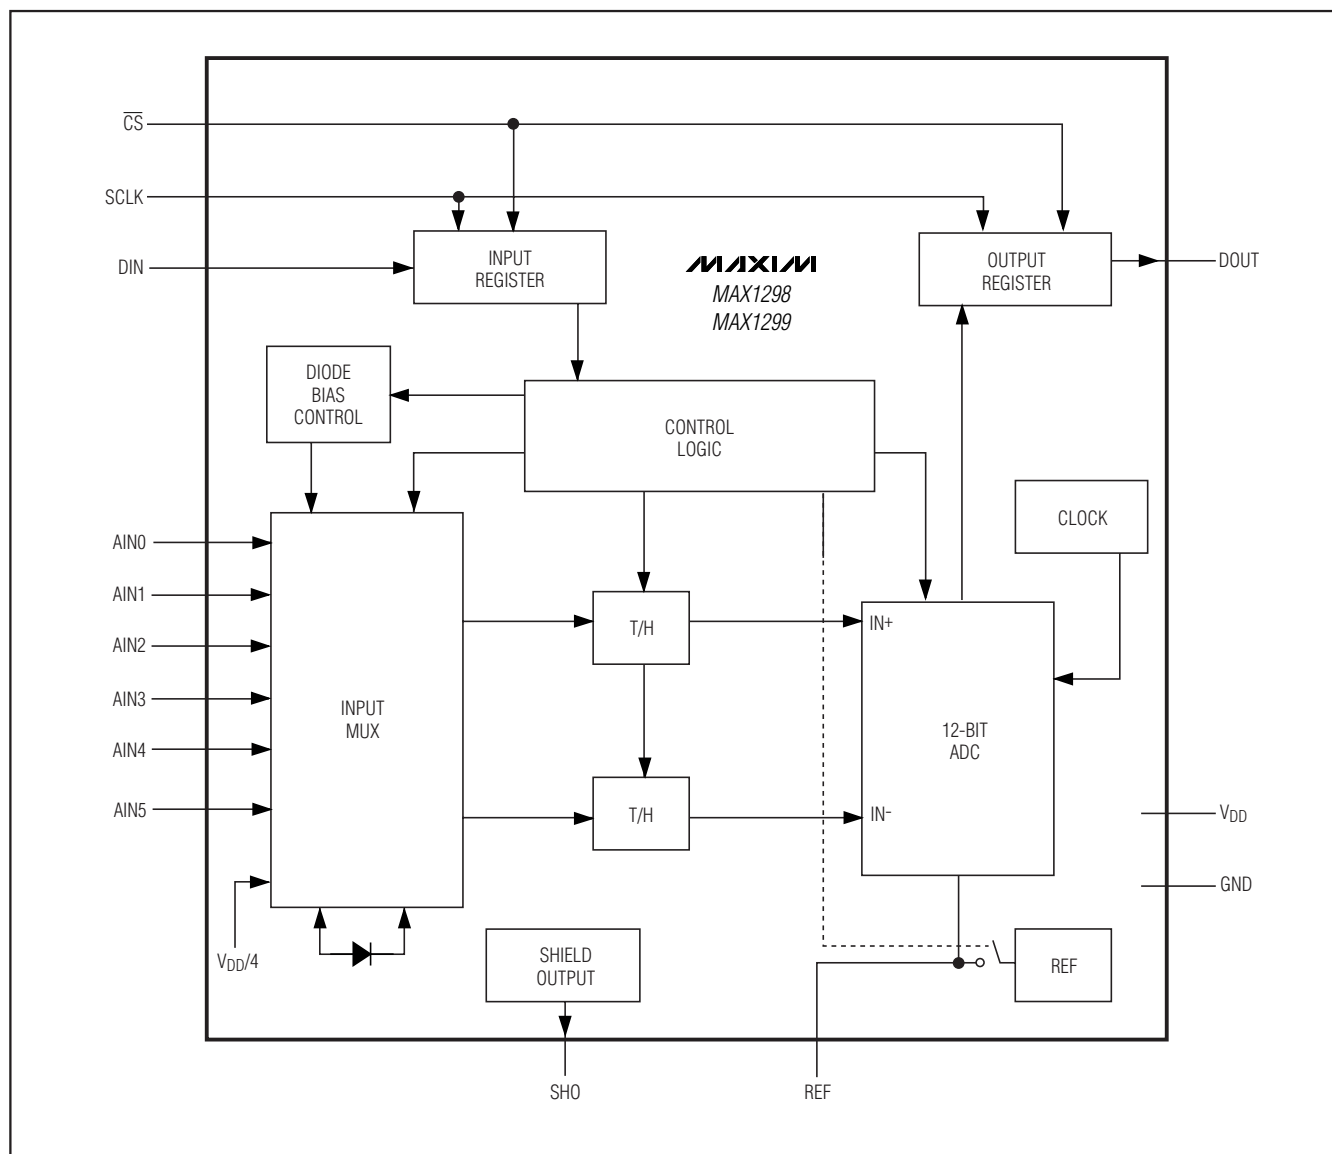 CS
SCLK
DIN
INPUT
REGISTER
MAXIM
MAX1298
MAX1299
OUTPUT
REGISTER
DOUT
DIODE
BIAS
CONTROL
CONTROL
LOGIC
CLOCK
AIN0
AIN1
AIN2
AIN3
AIN4
AIN5
INPUT
MUX
T/H
T/H
IN+
IN-
12-BIT
ADC
VDD
GND
VDD/4
SHIELD
OUTPUT
REF
SHO
REF